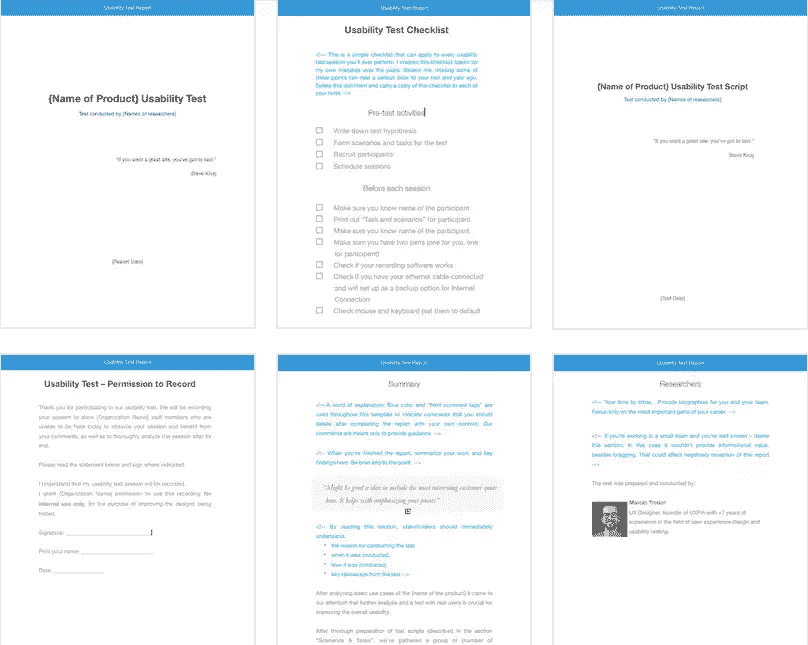 Usability Test Report
{Name of Product} Usability Test
Test conducted by {Names of researchers}
"If you want a great site, you've got to test."
Steve Krug
{Report Date}
Usability Test Report
Usability Test Checklist
<!-- This is a simple checklist that can apply to every usability
test session you'll ever perform. I created this checklist based on
my own mistakes over the years. Believe me, missing some of
these points can deal a serious blow to your test and your ego.
Delete this comment and carry a copy of this checklist to each of
your tests. -->
Pre-test activities
Write down test hypothesis
Form scenarios and tasks for the test
Recruit participants
Schedule sessions
Before each session
Make sure you know name of the participant
Print out "Task and scenarios" for participant
Make sure you know name of the participant
Make sure you have two pens (one for you, one
for participant)
Check if your recording software works
Check if you have your ethernet cable connected
and wifi set up as a backup option for Internet
Connection
Check mouse and keyboard (set them to default
Usability Test Report
{Name of Product} Usability Test Script
Test conducted by {Names of researchers}
"If you want a great site, you've got to test."
Steve Krug
{Test Date}
Usability Test Report
Usability Test – Permission to Record
Thank you for participating in our usability test. We will be recording
your session to allow {Organization Name} staff members who are
unable to be here today to observe your session and benefit from
your comments, as well as to thoroughly analyze this session after its
end.
Please read the statement below and sign where indicated.
I understand that my usability test session will be recorded.
I grant {Organization Name} permission to use this recording for
internal use only, for the purpose of improving the designs being
tested.
Signature:
Print your name:
Date:
Usability Test Report
Summary
<!--A word of explanation: Blue color and "html comment tags" are
used throughout this template to indicate comments that you should
delete after completing the report with your own content. Our
comments are meant only to provide guidance. -->
<!-- When you've finished the report, summarize your work and key
findings here. Be brief and to the point. -->
"Might be good a idea to include the most interesting customer quote
here. It helps with emphasizing your points"
<!-- By reading this section, stakeholders should immediately
understand:
• the reason for conducting the test,
• when it was conducted,
• how it was conducted,
• key takeaways from the test -->
After analyzing basic use cases of the {name of the product} it came to
our attention that further analysis and a test with real users is crucial for
improving the overall usability.
After thorough preparation of test scripts (described in the section
"Scenarios & Tasks", we've gathered a group of {number of
Usability Test Report
Researchers
<!-- Your time to shine. Provide biographies for you and your team.
Focus only on the most important parts of your career. -->
<!-- If you're working in a small team and you're well known – delete
this section. In this case it wouldn't provide informational value,
besides bragging. That could affect negatively reception of this report
-->
The test was prepared and conducted by:
Marcin Treder
UX Designer, founder of UXPin with +7 years of
experience in the field of user experience design and
usability testing.